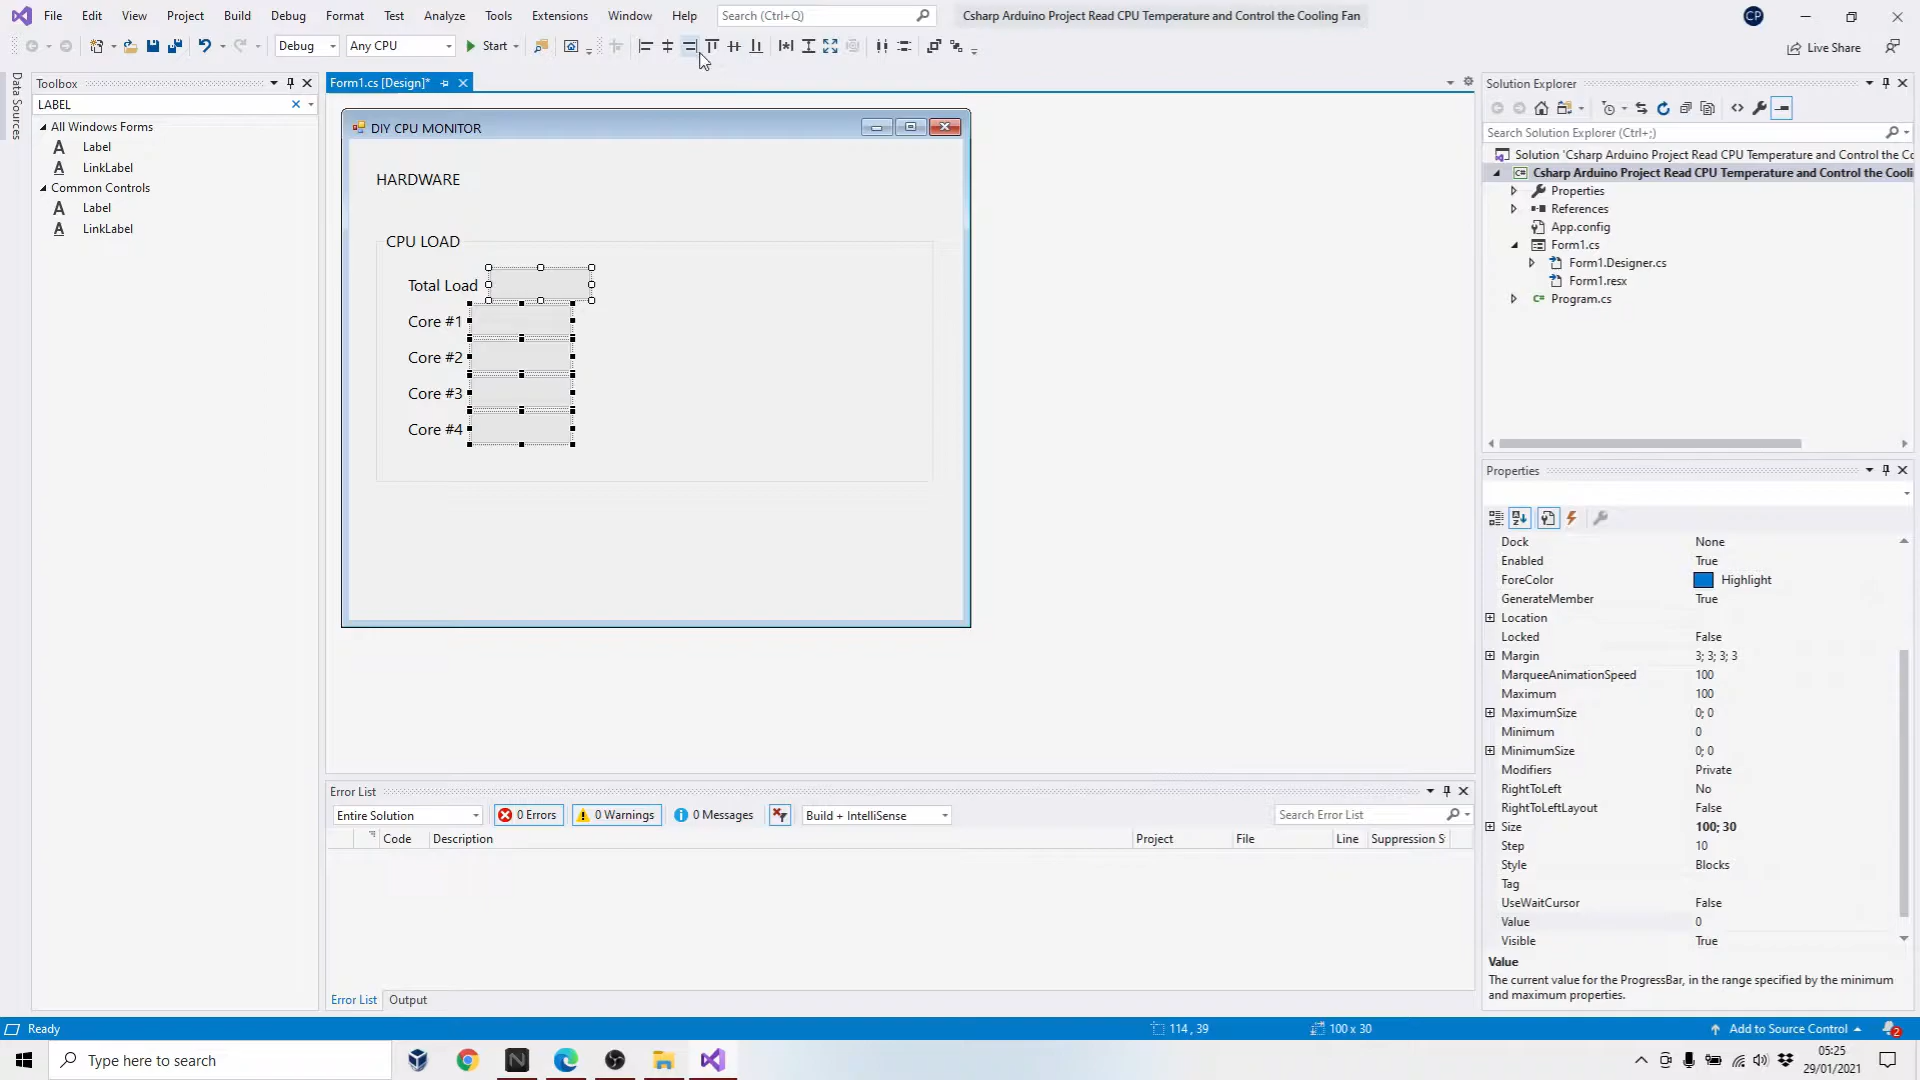 File Edit View Project Build Debug Format Test Analyze Tools Extensions Window Help Search (Ctrl+Q) Csharp Arduino Project Read CPU Temperature and Control the Cooling Fan CP
Debug Any CPU Start Live Share
Data Sources
Toolbox
LABEL
All Windows Forms
Label
LinkLabel
Common Controls
Label
LinkLabel
Form1.cs [Design]*
DIY CPU MONITOR
HARDWARE
CPU LOAD
Total Load
Core #1
Core #2
Core #3
Core #4
Solution Explorer
Search Solution Explorer (Ctrl+;)
Solution 'Csharp Arduino Project Read CPU Temperature and Control the Co
Csharp Arduino Project Read CPU Temperature and Control the Cooli
Properties
References
App.config
Form1.cs
Form1.Designer.cs
Form1.resx
Program.cs
Properties
Dock None
Enabled True
ForeColor Highlight
GenerateMember True
Location
Locked False
Margin 3; 3; 3; 3
MarqueeAnimationSpeed 100
Maximum 100
MaximumSize 0; 0
Minimum 0
MinimumSize 0; 0
Modifiers Private
RightToLeft No
RightToLeftLayout False
Size 100; 30
Step 10
Style Blocks
Tag
UseWaitCursor False
Value 0
Visible True
Value
The current value for the ProgressBar, in the range specified by the minimum
and maximum properties.
Error List
Entire Solution 0 Errors 0 Warnings 0 Messages Build + IntelliSense Search Error List
Code Description Project File Line Suppression S
Error List Output
Ready 114 , 39 100 x 30 Add to Source Control 2
Type here to search 05:25
29/01/2021